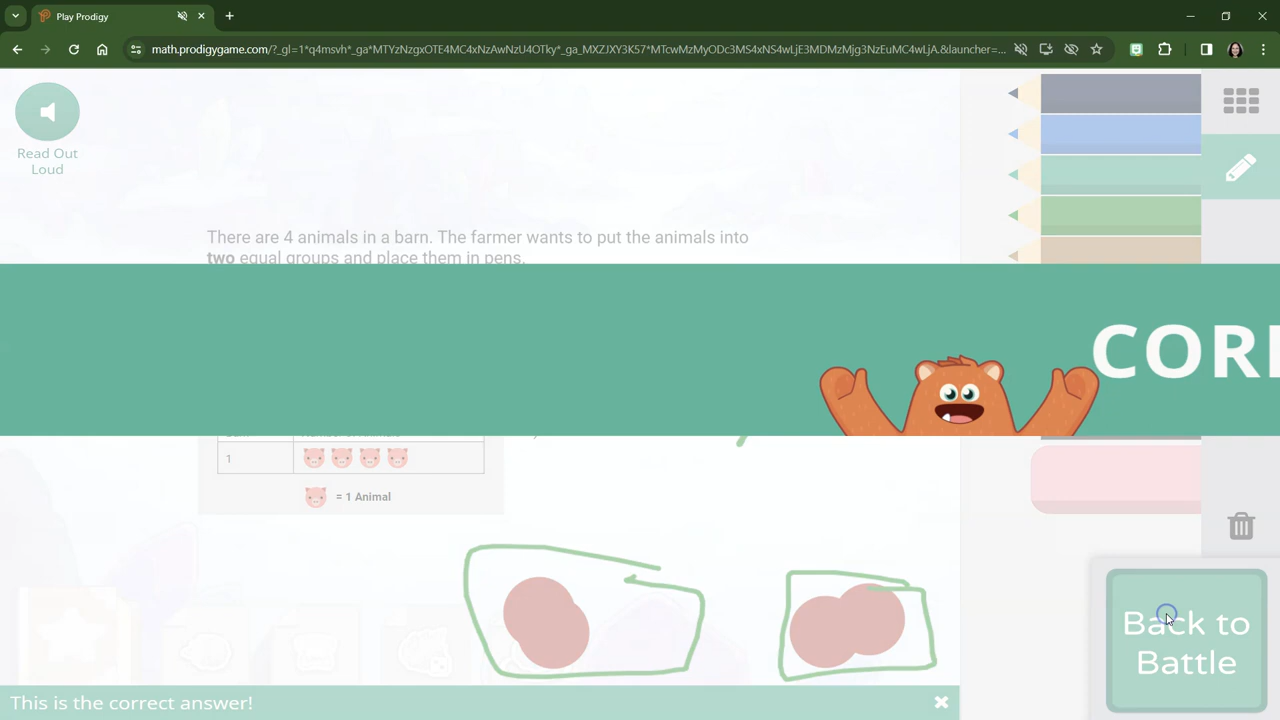 Play Prodigy
math.prodigygame.com/?_gl=1*q4msvh*_ga*MTYzNzgxOTE4MC4xNzAwNzU4OTky*_ga_MXZJXY3K57*MTcwMzMyODc3MS4xNS4wLjE3MDMzMjg3NzEuMC4wLjA.&launcher=...
Read Out
Loud
There are 4 animals in a barn. The farmer wants to put the animals into
two equal groups and place them in pens.
CORR
1
= 1 Animal
Back to
Battle
This is the correct answer!